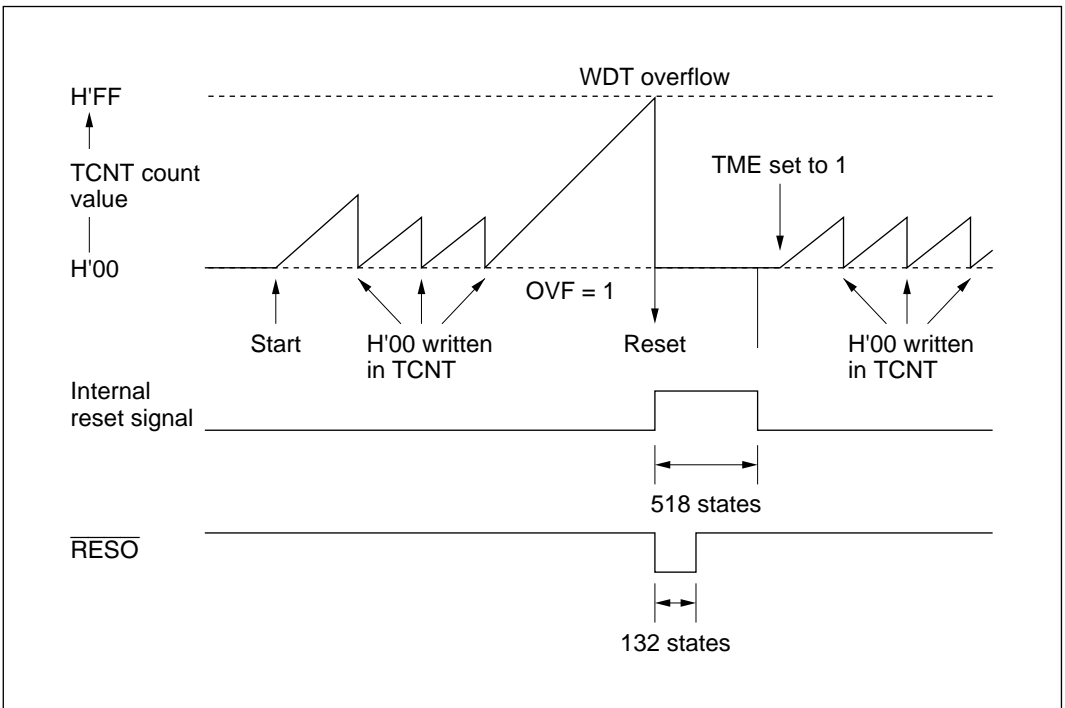 WDT overflow
H'FF
TCNT count
value
TME set to 1
H'00
OVF = 1
Start
H'00 written
in TCNT
Reset
H'00 written
in TCNT
Internal
reset signal
518 states
RESO
132 states